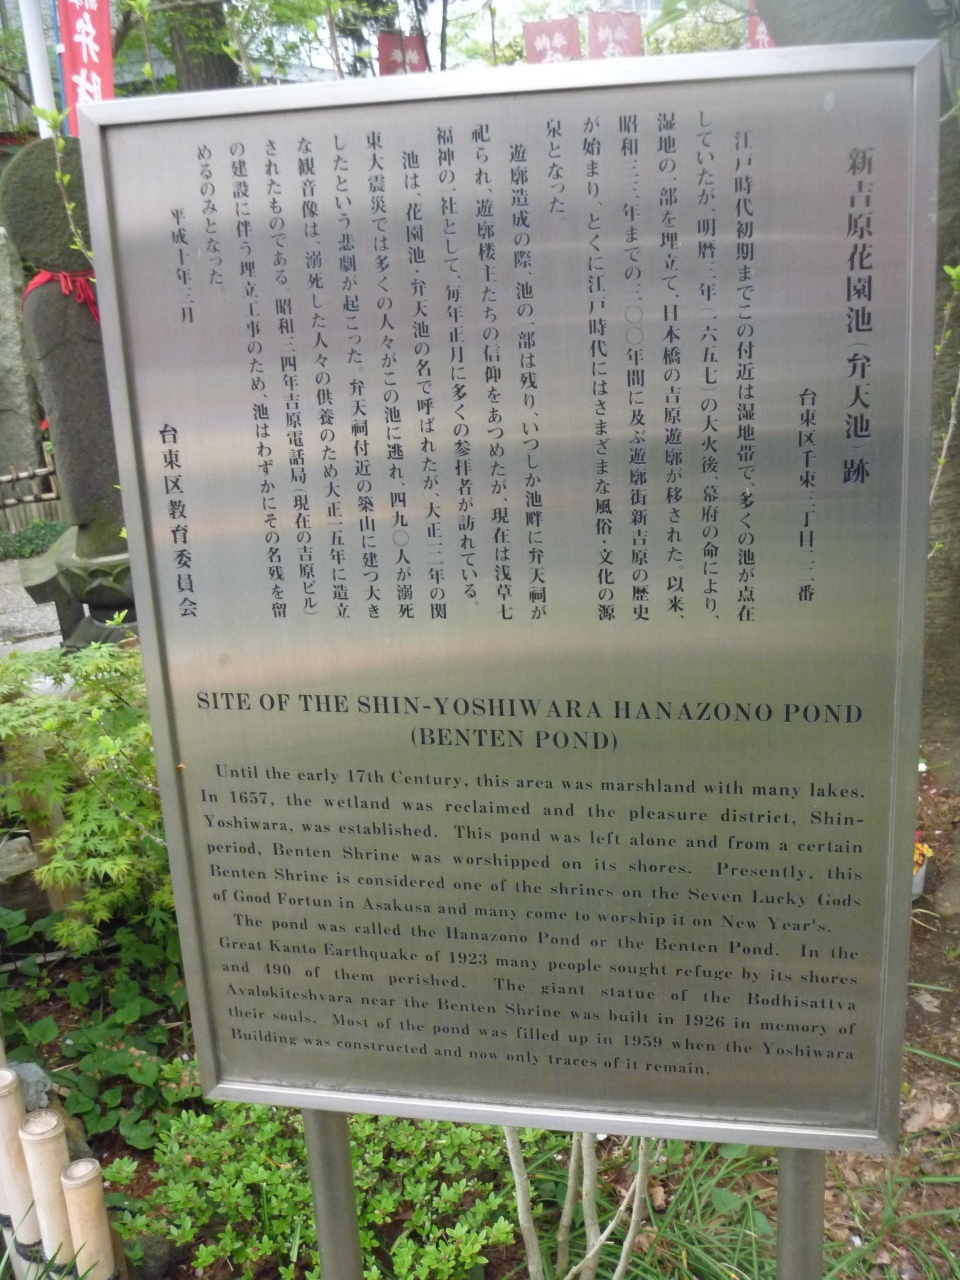 奉納
納奉
納奉
弁財
新吉原花園池（弁天池）跡
台東区千束三丁目二二番
江戸時代初期までこの付近は湿地帯で、多くの池が点在
していたが、明暦三年（一六五七）の大火後、幕府の命により、
湿地の一部を埋立て、日本橋の吉原遊廓が移された。以来、
昭和三三年までの三〇〇年間に及ぶ遊廓街新吉原の歴史
が始まり、とくに江戸時代にはさまざまな風俗・文化の源
泉となった
遊廓造成の際、池の一部は残り、いつしか池畔に弁天祠が
祀られ、遊廓楼主たちの信仰をあつめたが、現在は浅草七
福神の一社として、毎年正月に多くの参拝者が訪れている。
池は、花園池・弁天池の名で呼ばれたが、大正一二年の関
東大震災では多くの人々がこの池に逃れ、四九〇人が溺死
したという悲劇が起こった。弁天祠付近の築山に建つ大き
な観音像は、溺死した人々の供養のため大正一五年に造立
されたものである。昭和三四年吉原電話局（現在の吉原ビル）
の建設に伴う埋立工事のため、池はわずかにその名残を留
めるのみとなった。
平成十年三月
台東区教育委員会
SITE OF THE SHIN-YOSHIWARA HANAZONO POND
(BENTEN POND)
Until the early 17th Century, this area was marshland with many lakes.
In 1657, the wetland was reclaimed and the pleasure district, Shin-
Yoshiwara, was established. This pond was left alone and from a certain
period, Benten Shrine was worshipped on its shores. Presently, this
Benten Shrine is considered one of the shrines on the Seven Lucky Gods
of Good Fortun in Asakusa and many come to worship it on New Year's.
The pond was called the Hanazono Pond or the Benten Pond. In the
Great Kanto Earthquake of 1923 many people sought refuge by its shores
and 490 of them perished. The giant statue of the Bodhisattva
Avalokiteshvara near the Benten Shrine was built in 1926 in memory of
their souls. Most of the pond was filled up in 1959 when the Yoshiwara
Building was constructed and now only traces of it remain.